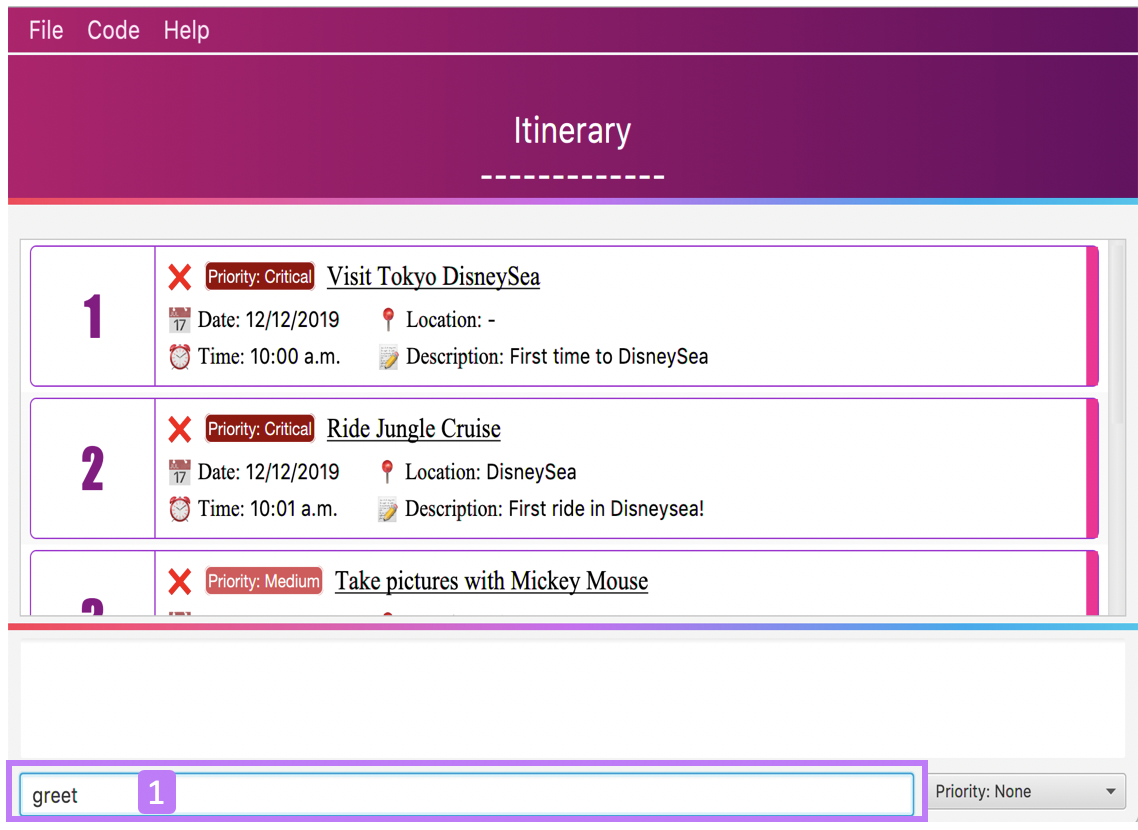 File Code Help
Itinerary
-------------
1
Priority: Critical Visit Tokyo DisneySea
17 Date: 12/12/2019 Location: -
Time: 10:00 a.m. Description: First time to DisneySea
2
Priority: Critical Ride Jungle Cruise
17 Date: 12/12/2019 Location: DisneySea
Time: 10:01 a.m. Description: First ride in Disneysea!
Priority: Medium Take pictures with Mickey Mouse
greet 1 Priority: None